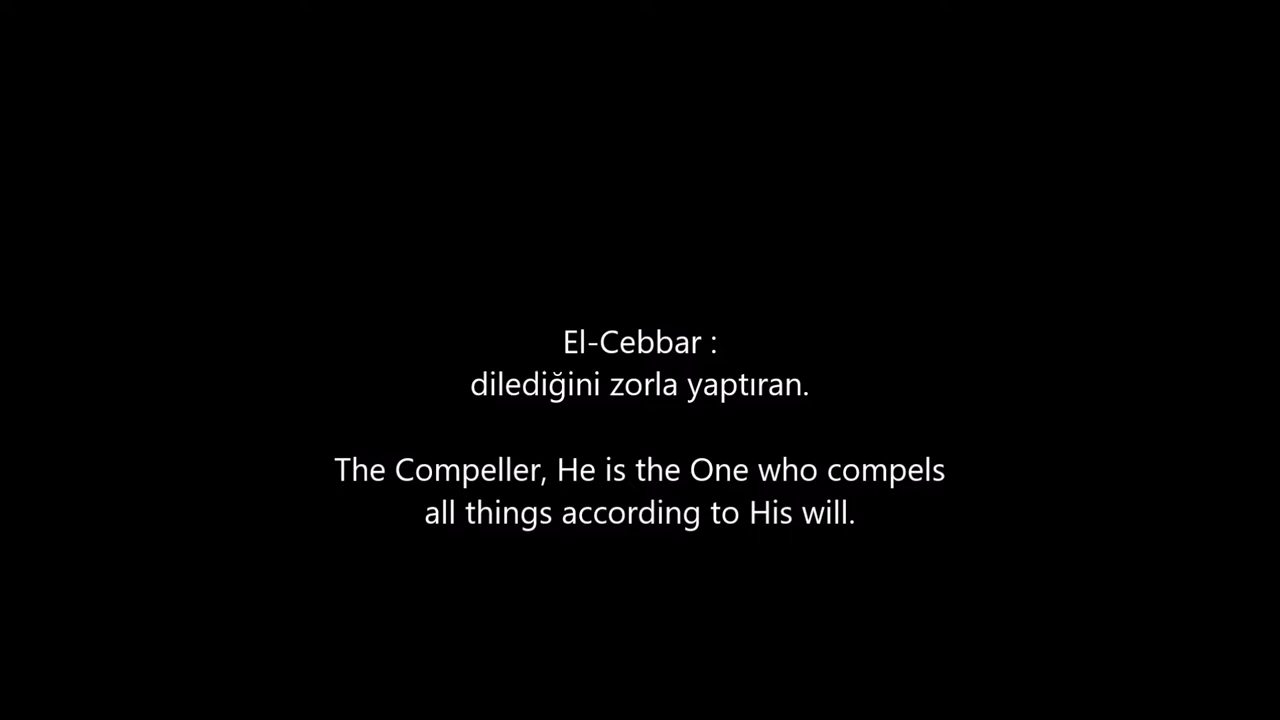 El-Cebbar :
dilediğini zorla yaptıran.
The Compeller, He is the One who compels
all things according to His will.